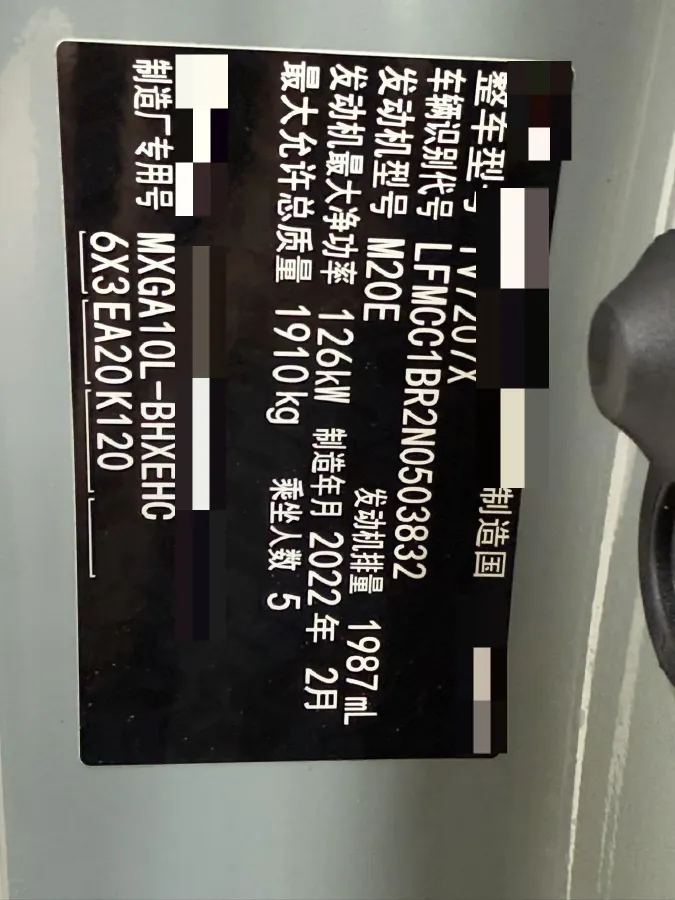 整车型号 TV7207X 制造国
车辆识别代号 LFMCC1BR2N0503832
发动机型号 M20E 发动机排量 1987mL
发动机最大净功率 126kW 制造年月 2022年 2月
最大允许总质量 1910kg 乘坐人数 5
制造厂专用号 MXGA10L-BHXEHC
6X3EA20K120